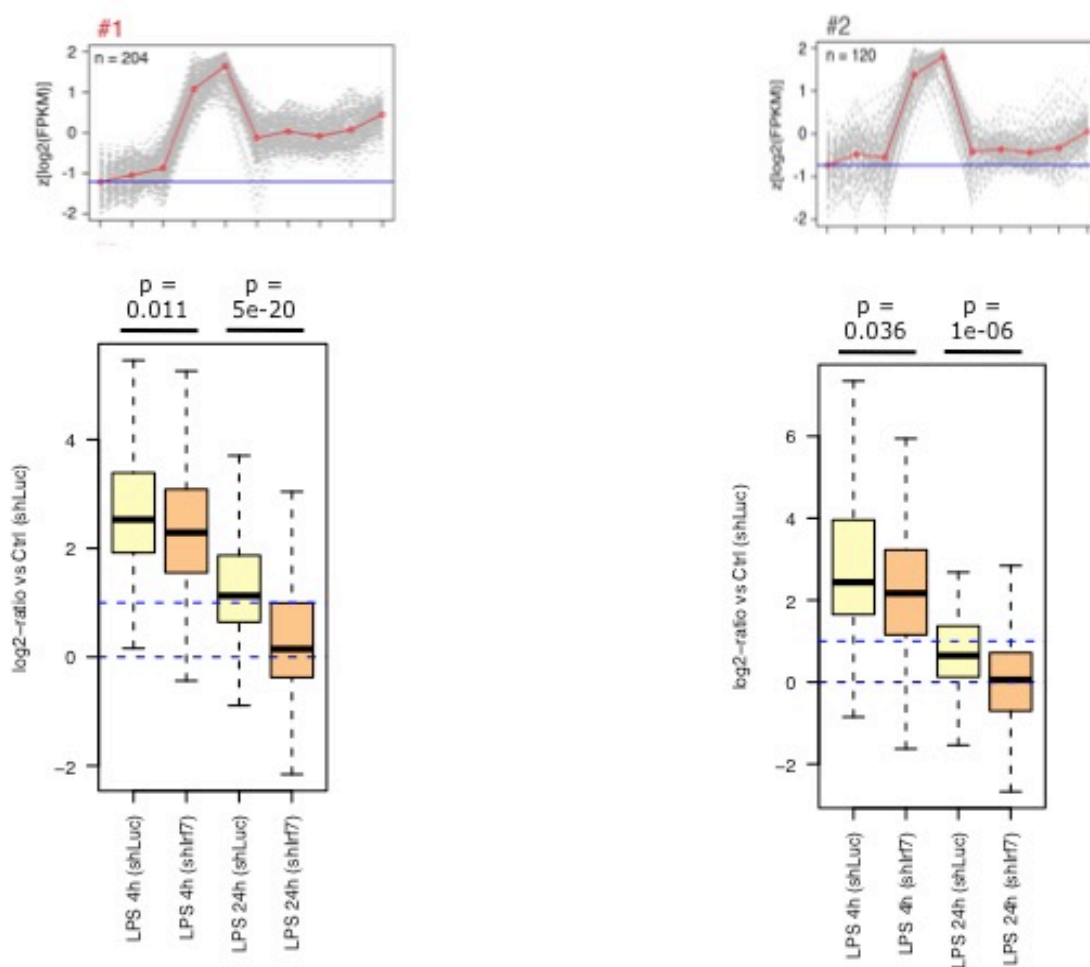 #1
n = 204
z[log2(FPKM)]
2
1
0
-1
-2
p =
0.011
p =
5e-20
log2-ratio vs Ctrl (shLuc)
4
2
0
−2
LPS 4h (shLuc)
LPS 4h (shIrf7)
LPS 24h (shLuc)
LPS 24h (shIrf7)
#2
n = 120
z[log2(FPKM)]
2
1
0
-1
-2
p =
0.036
p =
1e-06
log2-ratio vs Ctrl (shLuc)
6
4
2
0
−2
LPS 4h (shLuc)
LPS 4h (shIrf7)
LPS 24h (shLuc)
LPS 24h (shIrf7)